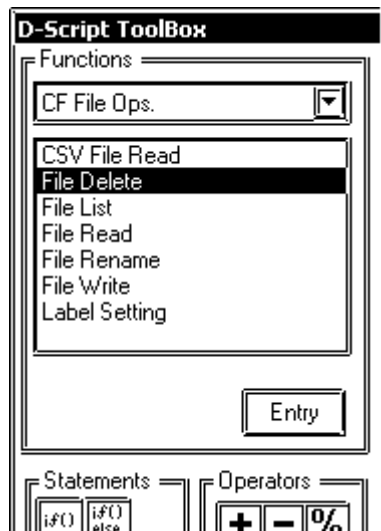 D-Script ToolBox
Functions
CF File Ops.
CSV File Read
File Delete
File List
File Read
File Rename
File Write
Label Setting
Entry
Statements Operators
if() if() + - %
else